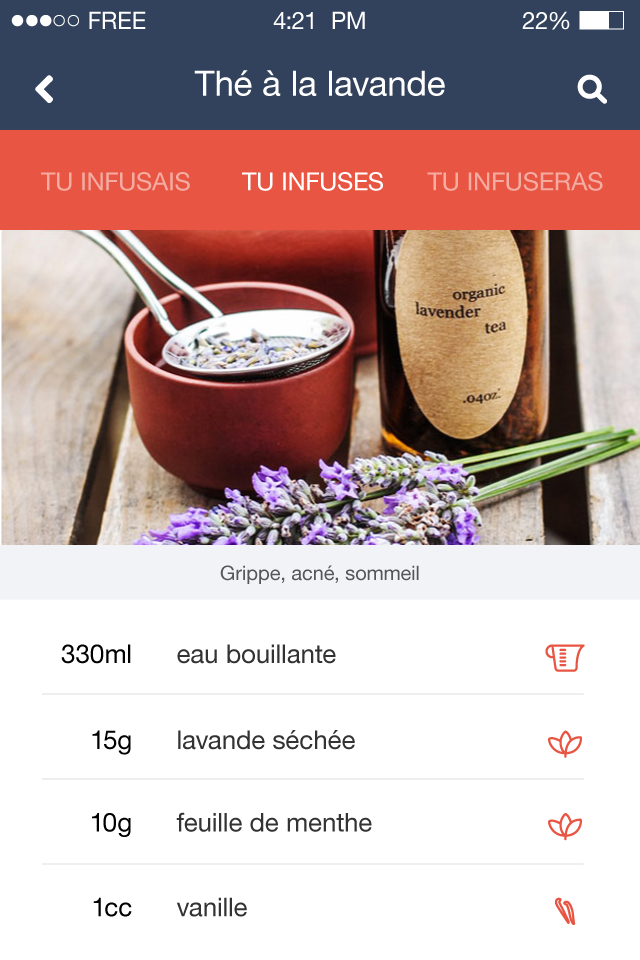 FREE 4:21 PM 22%
Thé à la lavande
TU INFUSAIS TU INFUSES TU INFUSERAS
organic
lavender
tea
.04oz.
Grippe, acné, sommeil
330ml eau bouillante
15g lavande séchée
10g feuille de menthe
1cc vanille